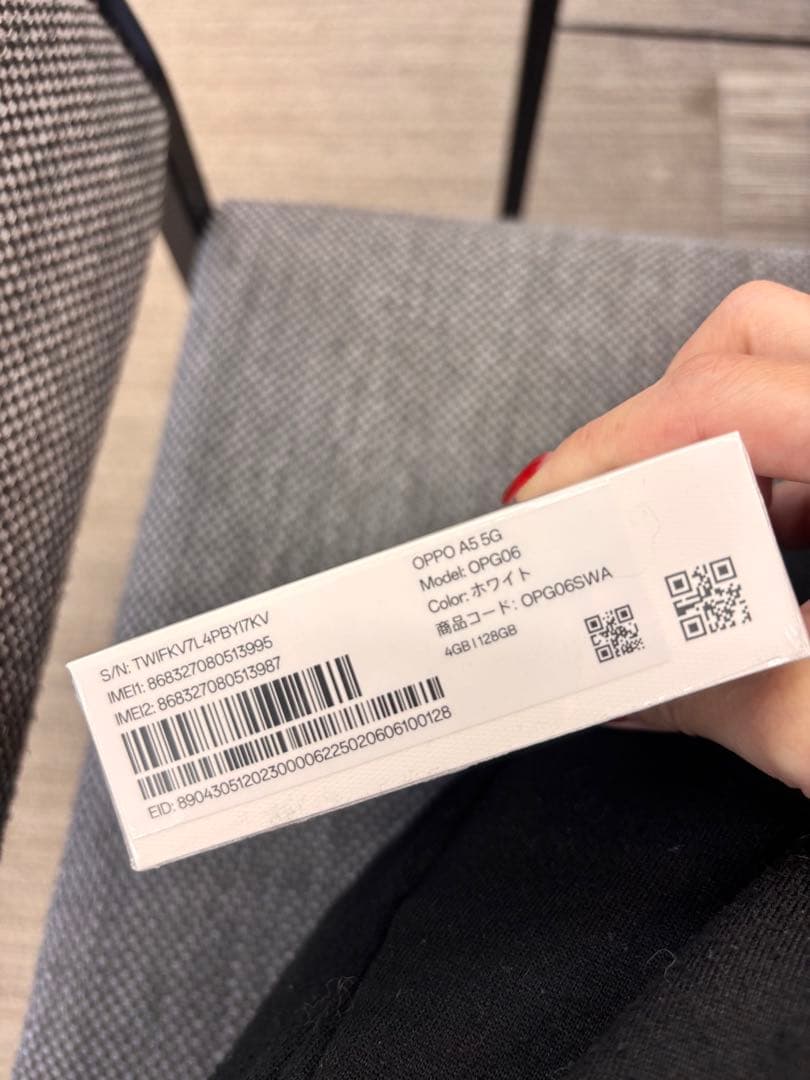 S/N: TWIFKV7L4PBYI7KV
IMEI1: 868327080513995
IMEI2: 868327080513987
EID: 89043051202300006225020606100128
OPPO A5 5G
Model: OPG06
Color: ホワイト
商品コード: OPG06SWA
4GB | 128GB